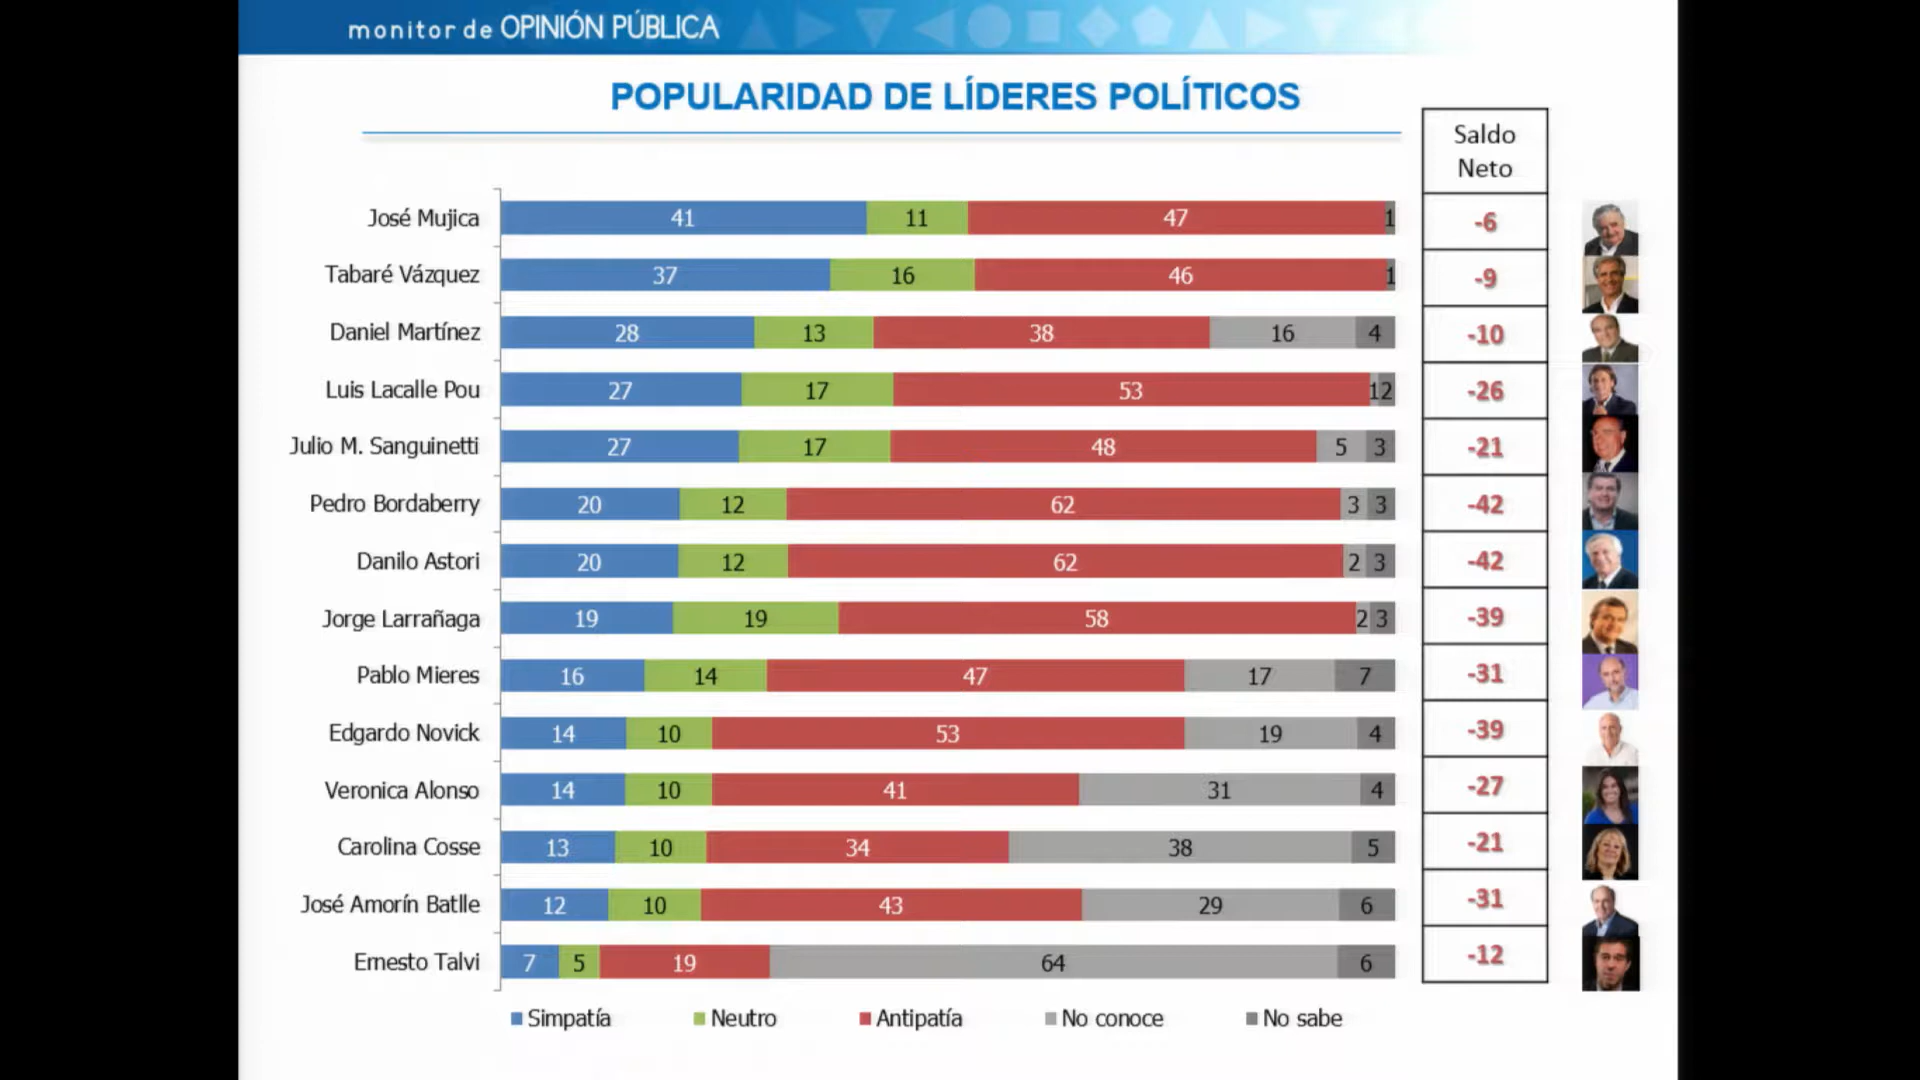 monitor de OPINIÓN PÚBLICA
POPULARIDAD DE LÍDERES POLÍTICOS
Saldo
Neto
José Mujica 41 11 47 1 -6
Tabaré Vázquez 37 16 46 1 -9
Daniel Martínez 28 13 38 16 4 -10
Luis Lacalle Pou 27 17 53 1 2 -26
Julio M. Sanguinetti 27 17 48 5 3 -21
Pedro Bordaberry 20 12 62 3 3 -42
Danilo Astori 20 12 62 2 3 -42
Jorge Larrañaga 19 19 58 2 3 -39
Pablo Mieres 16 14 47 17 7 -31
Edgardo Novick 14 10 53 19 4 -39
Veronica Alonso 14 10 41 31 4 -27
Carolina Cosse 13 10 34 38 5 -21
José Amorín Batlle 12 10 43 29 6 -31
Ernesto Talvi 7 5 19 64 6 -12
Simpatía Neutro Antipatía No conoce No sabe